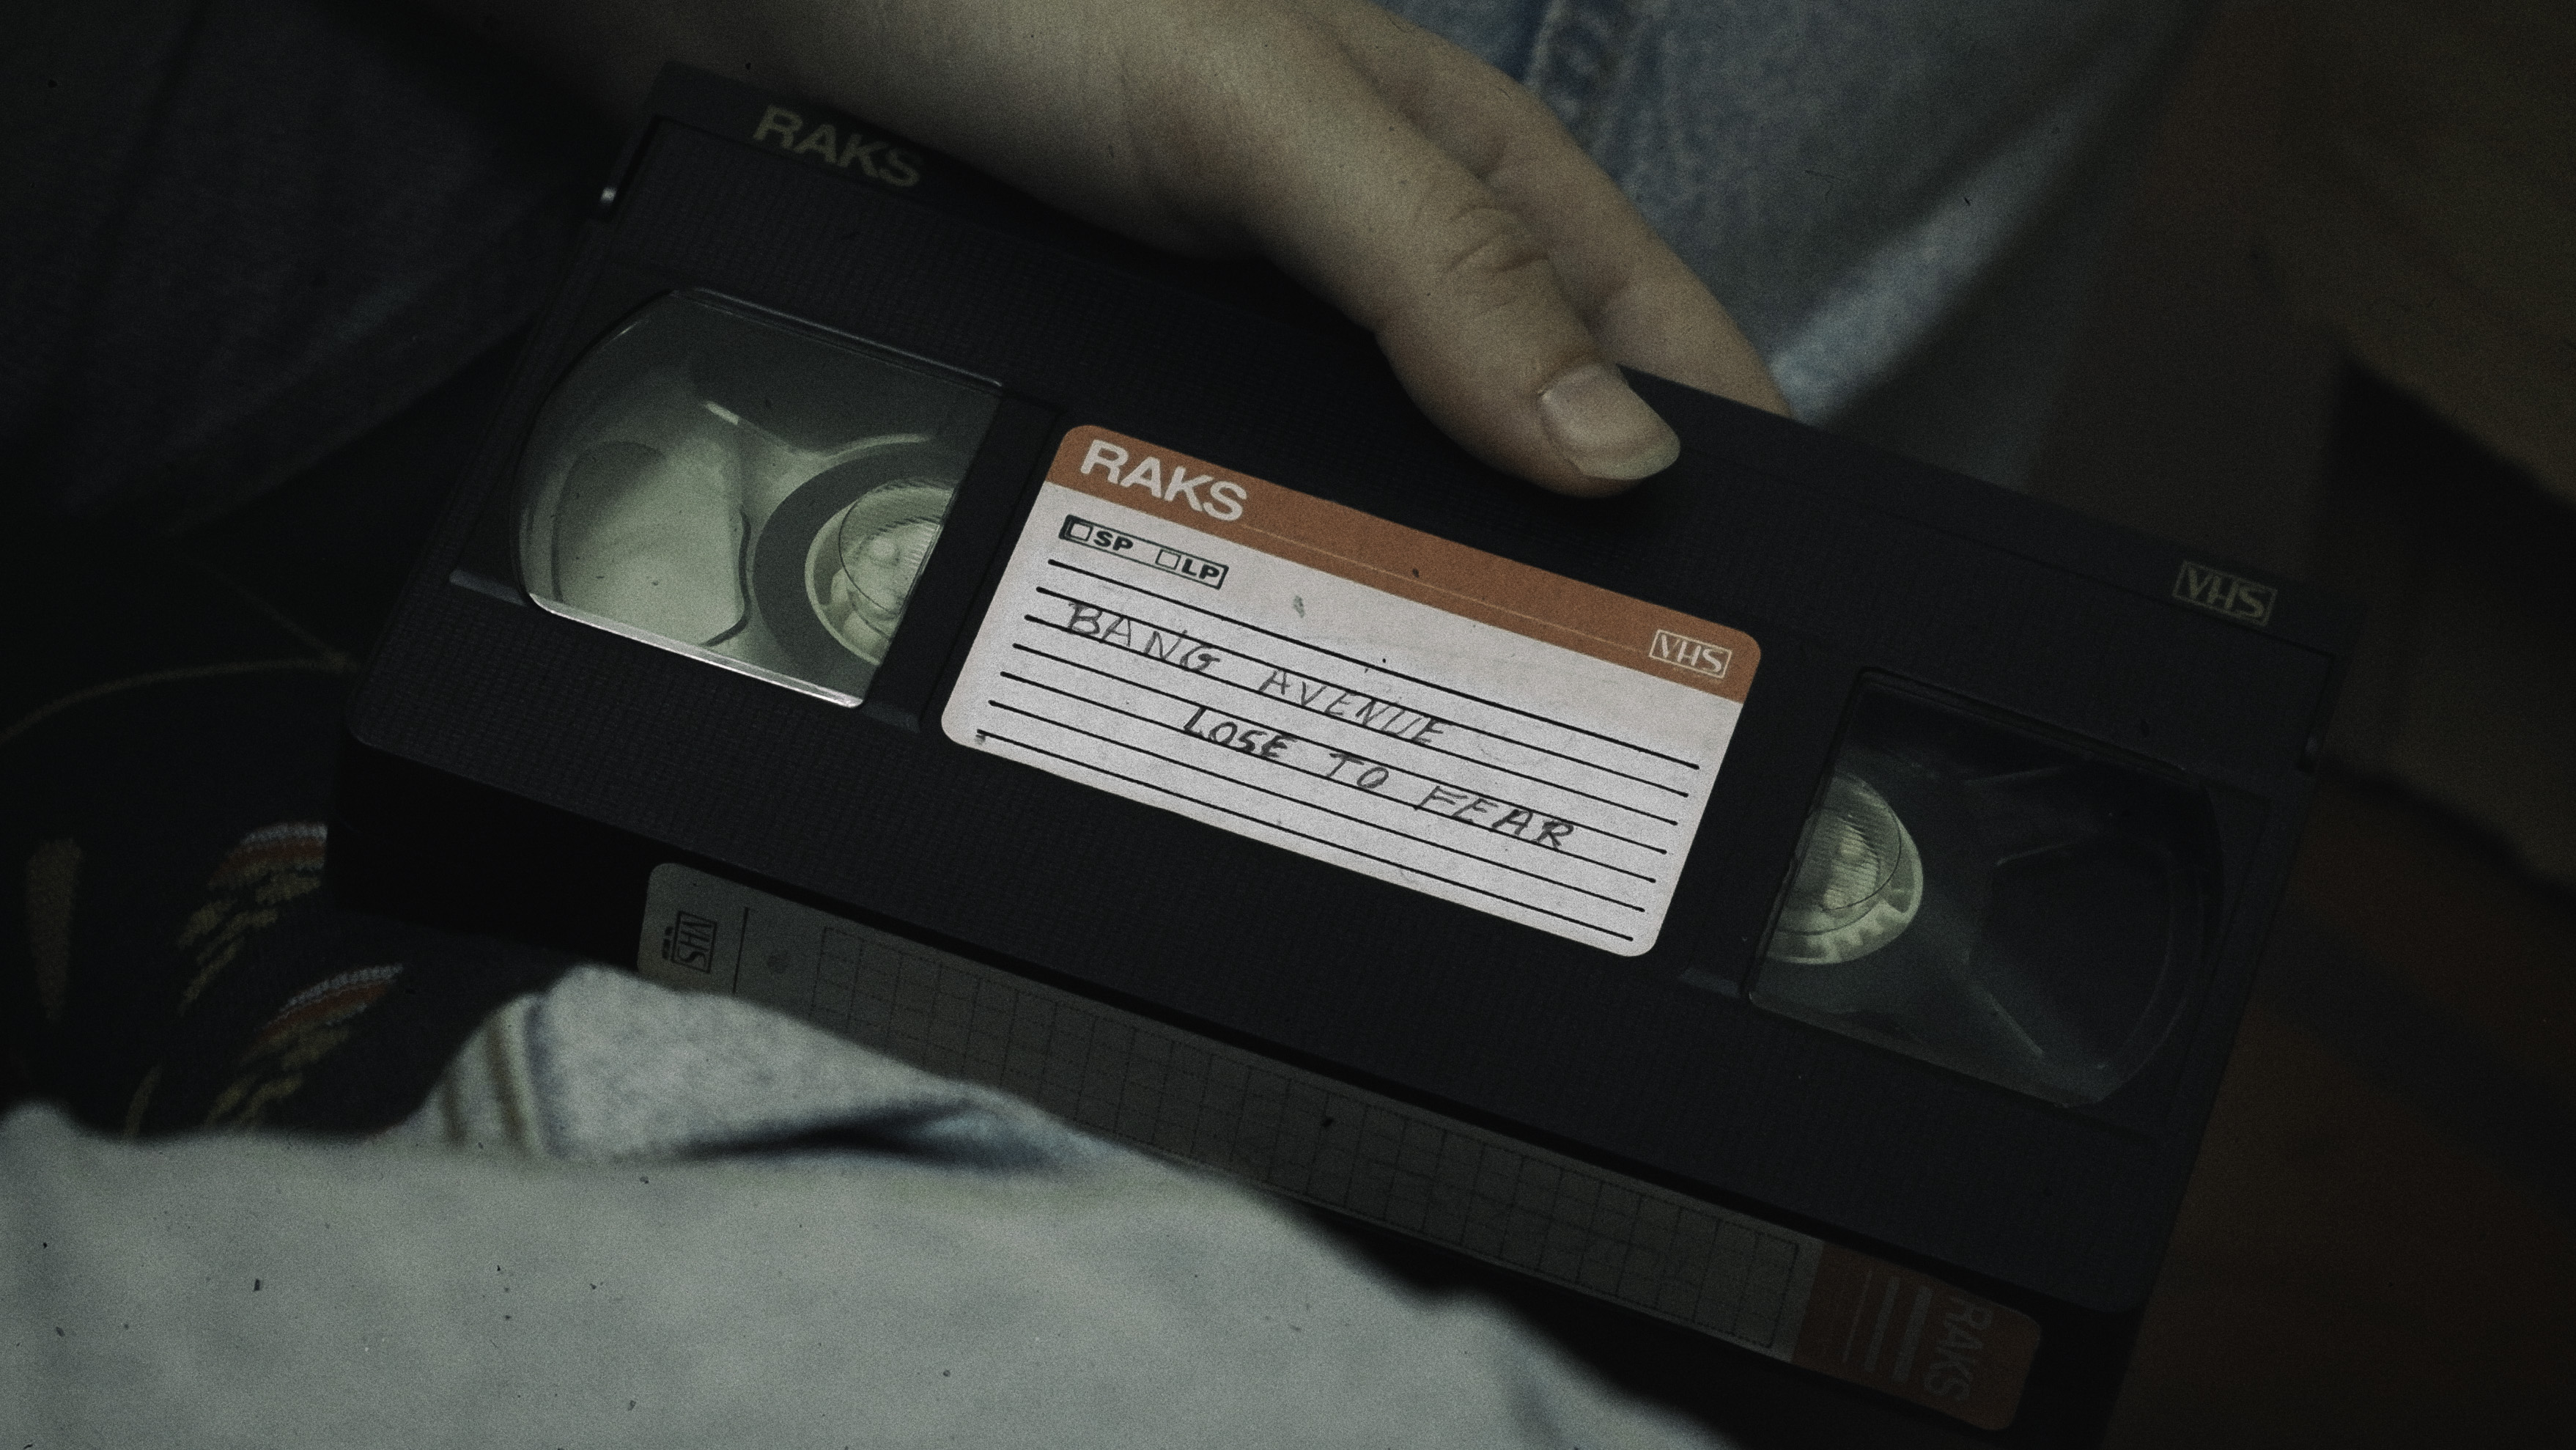 RAKS
RAKS
SP LP
VHS
VHS
BANG AVENUE
LOSE TO FEAR
VHS
RAKS